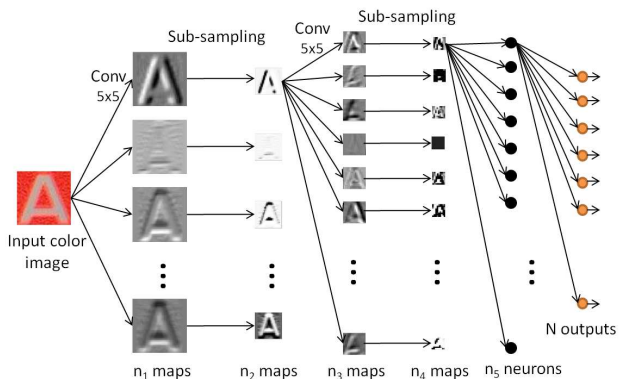 Sub-sampling
Sub-sampling
Conv
5x5
Conv
5x5
A
Input color
image
N outputs
n₁ maps
n₂ maps
n₃ maps
n₄ maps
n₅ neurons